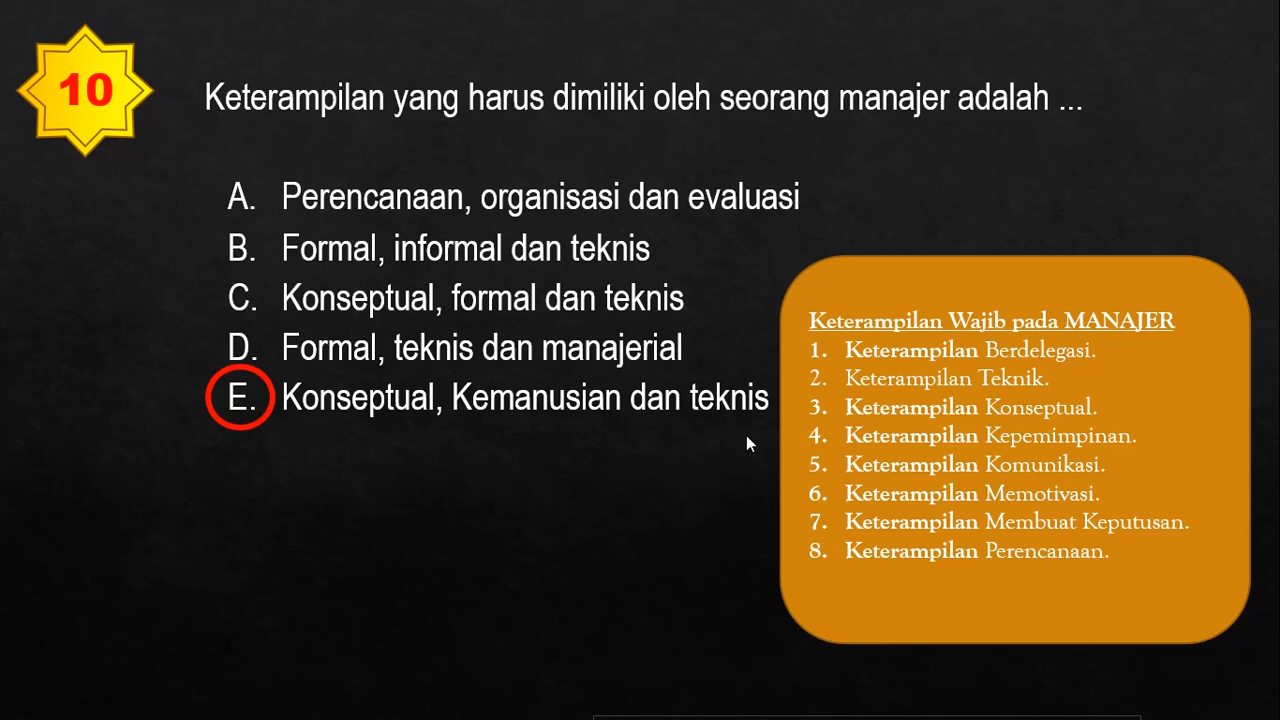 10
Keterampilan yang harus dimiliki oleh seorang manajer adalah ...
A. Perencanaan, organisasi dan evaluasi
B. Formal, informal dan teknis
C. Konseptual, formal dan teknis
D. Formal, teknis dan manajerial
E. Konseptual, Kemanusian dan teknis
Keterampilan Wajib pada MANAJER
1. Keterampilan Berdelegasi.
2. Keterampilan Teknik.
3. Keterampilan Konseptual.
4. Keterampilan Kepemimpinan.
5. Keterampilan Komunikasi.
6. Keterampilan Memotivasi.
7. Keterampilan Membuat Keputusan.
8. Keterampilan Perencanaan.